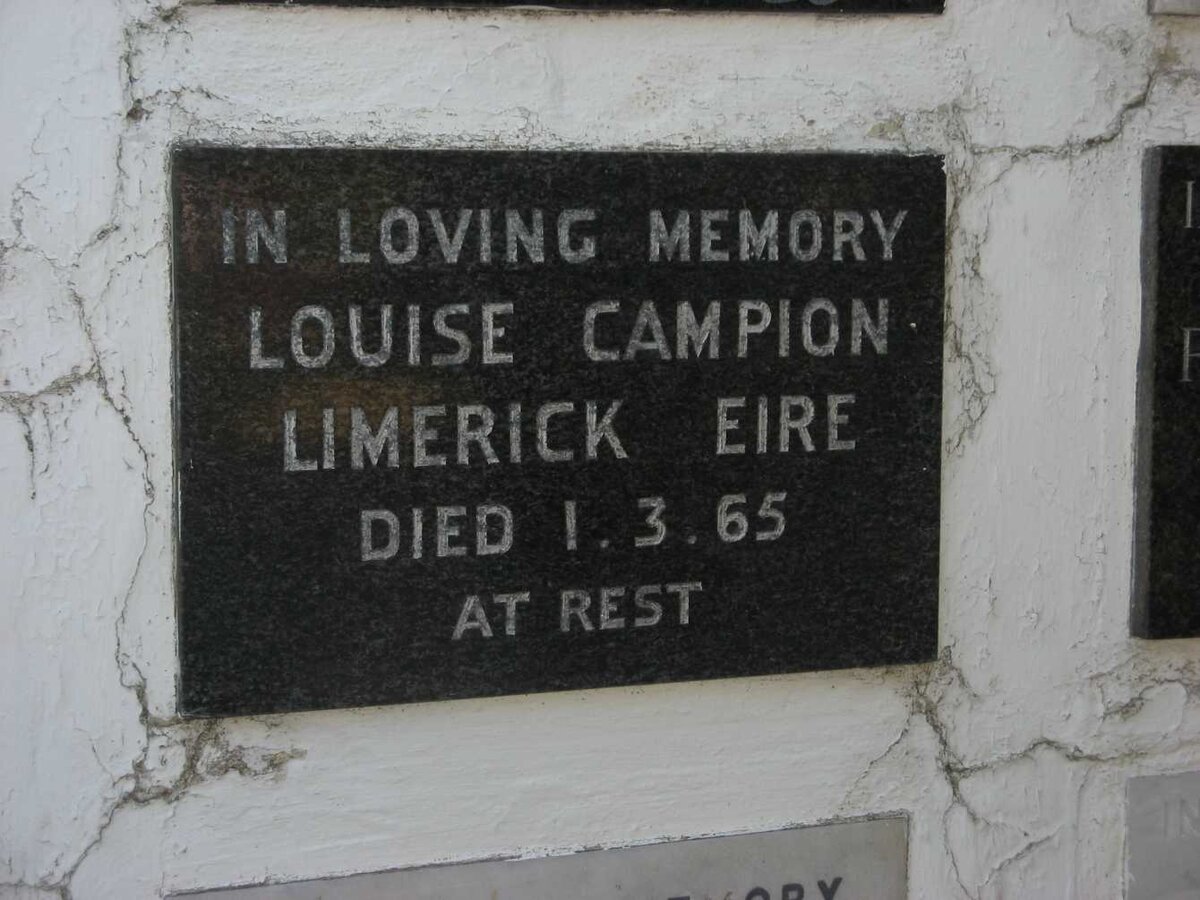 IN LOVING MEMORY
LOUISE CAMPION
LIMERICK EIRE
DIED 1.3.65
AT REST